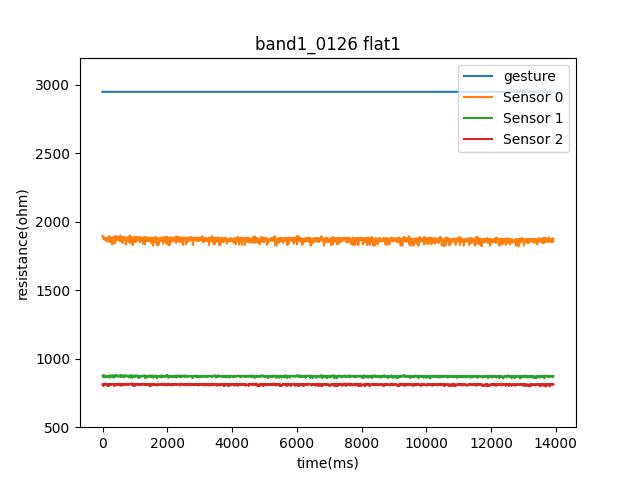 band1_0126 flat1
gesture
Sensor 0
Sensor 1
Sensor 2
3000
2500
2000
1500
1000
500
resistance(ohm)
0 2000 4000 6000 8000 10000 12000 14000
time(ms)